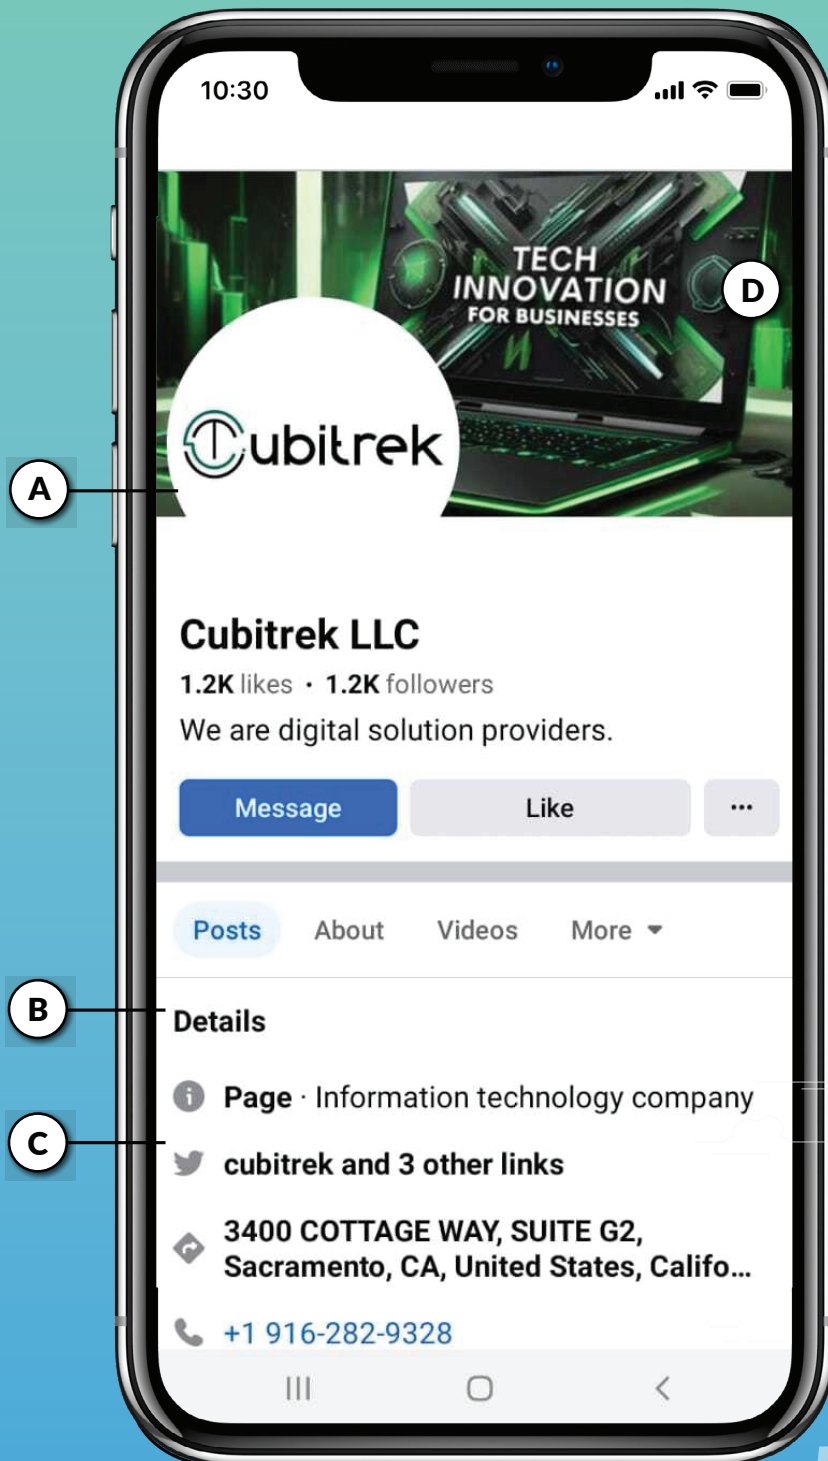 10:30
TECH
INNOVATION
FOR BUSINESSES
D
Cubitrek
A
Cubitrek LLC
1.2K likes · 1.2K followers
We are digital solution providers.
Message
Like
...
Posts
About
Videos
More
B
Details
Page · Information technology company
C
cubitrek and 3 other links
3400 COTTAGE WAY, SUITE G2,
Sacramento, CA, United States, Califo...
+1 916-282-9328